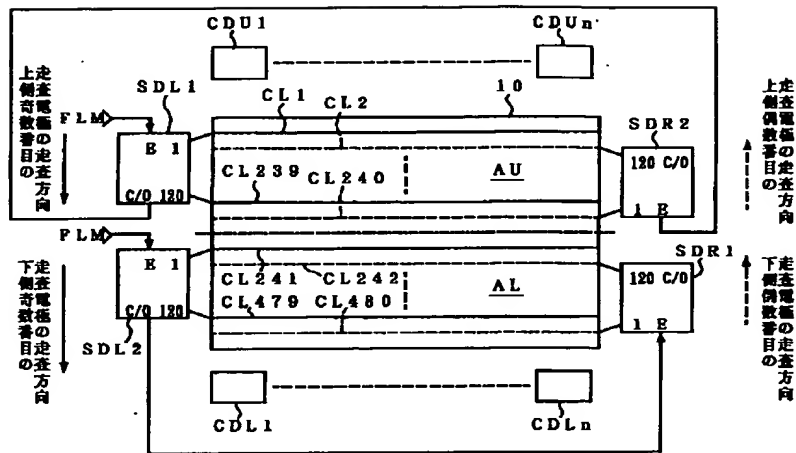 CDU1
CDUn
上側奇数番目の
走査電極の走査方向
SDL1
FLM
CL1
CL2
10
SDR2
上側偶数番目の
走査電極の走査方向
E 1
C/O 120
CL239
CL240
AU
120 C/O
1 E
FLM
下側奇数番目の
走査電極の走査方向
E 1
C/O 120
SDL2
CL241
CL242
CL479
CL480
AL
SDR1
120 C/O
1 E
下側偶数番目の
走査電極の走査方向
CDL1
CDLn